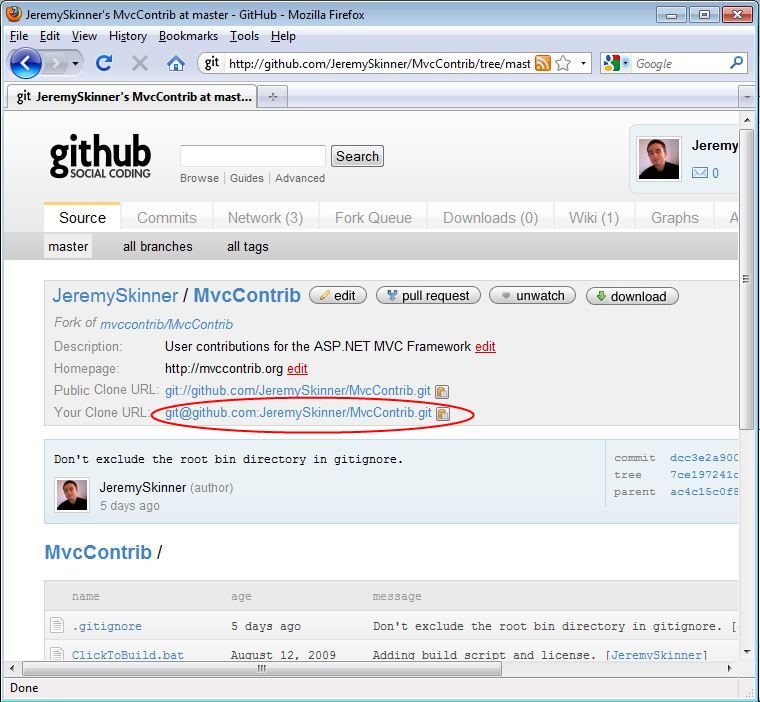 JeremySkinner's MvcContrib at master - GitHub - Mozilla Firefox
File Edit View History Bookmarks Tools Help
git http://github.com/JeremySkinner/MvcContrib/tree/mast Google
git JeremySkinner's MvcContrib at mast...
github
SOCIAL CODING
Search
Browse | Guides | Advanced
Jeremy
0
Source Commits Network (3) Fork Queue Downloads (0) Wiki (1) Graphs A
master all branches all tags
JeremySkinner / MvcContrib edit pull request unwatch download
Fork of mvccontrib/MvcContrib
Description: User contributions for the ASP.NET MVC Framework edit
Homepage: http://mvccontrib.org edit
Public Clone URL: git://github.com/JeremySkinner/MvcContrib.git
Your Clone URL: git@github.com:JeremySkinner/MvcContrib.git
Don't exclude the root bin directory in gitignore.
JeremySkinner (author)
5 days ago
commit dcc3e2a900
tree 7ce197241c
parent ac4c15c0f8
MvcContrib /
name age message
.gitignore 5 days ago Don't exclude the root bin directory in gitignore. [
ClickToBuild.bat August 12, 2009 Adding build script and license. [JeremySkinner]
Done